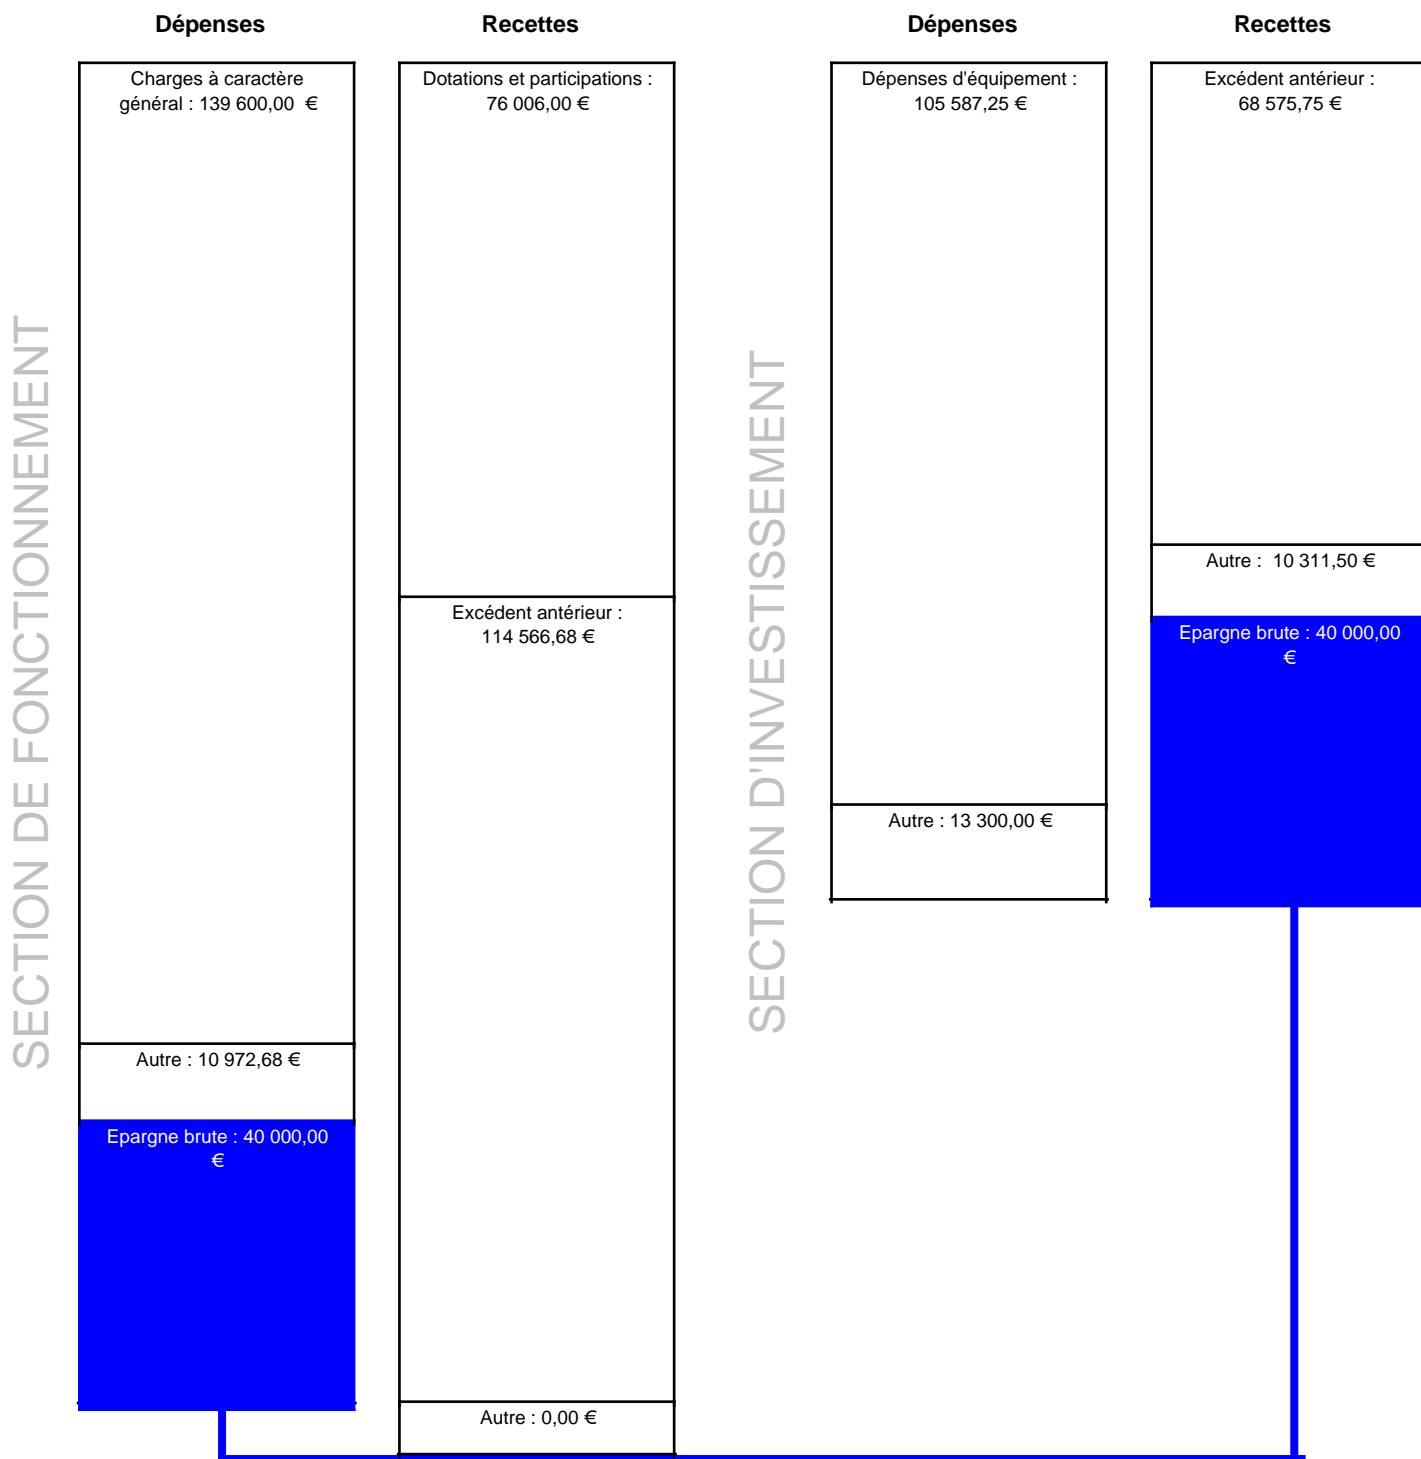 Dépenses
Recettes
Dépenses
Recettes
SECTION DE FONCTIONNEMENT
Charges à caractère
général : 139 600,00 €
Autre : 10 972,68 €
Epargne brute : 40 000,00
€
Dotations et participations :
76 006,00 €
Excédent antérieur :
114 566,68 €
Autre : 0,00 €
SECTION D'INVESTISSEMENT
Dépenses d'équipement :
105 587,25 €
Autre : 13 300,00 €
Excédent antérieur :
68 575,75 €
Autre : 10 311,50 €
Epargne brute : 40 000,00
€